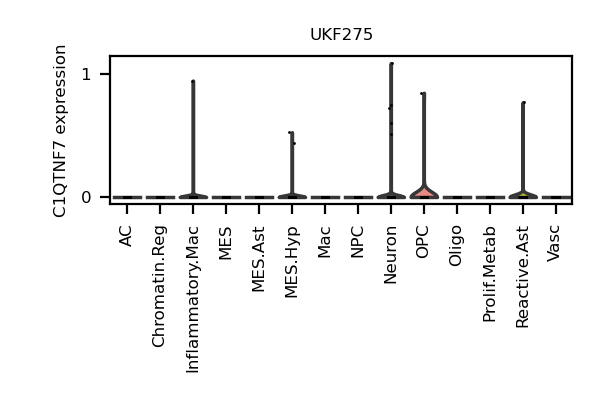 UKF275
C1QTNF7 expression
1
0
AC
Chromatin.Reg
Inflammatory.Mac
MES
MES.Ast
MES.Hyp
Mac
NPC
Neuron
OPC
Oligo
Prolif.Metab
Reactive.Ast
Vasc